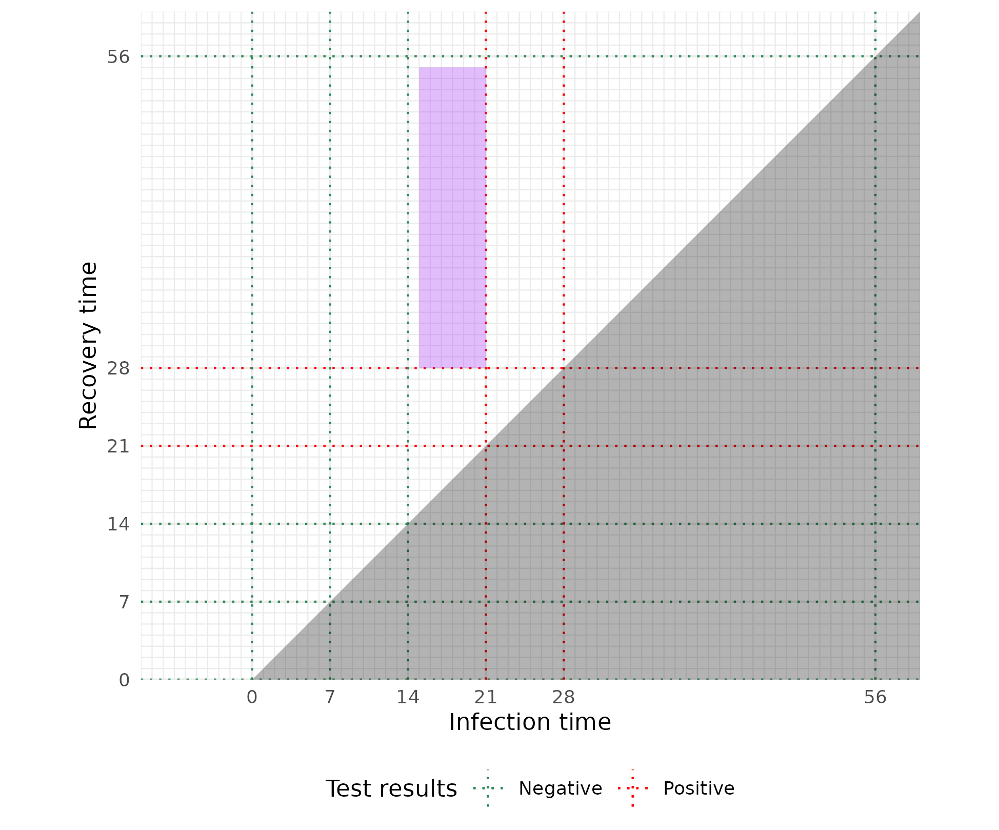 Recovery time
56
28
21
14
7
0
0 7 14 21 28 56
Infection time
Test results Negative Positive